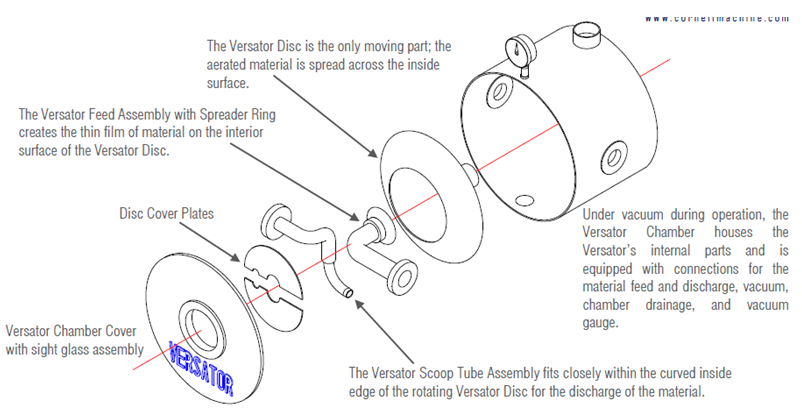 www.cornellmachine.com
The Versator Disc is the only moving part; the
aerated material is spread across the inside
surface.
The Versator Feed Assembly with Spreader Ring
creates the thin film of material on the interior
surface of the Versator Disc.
Disc Cover Plates
Under vacuum during operation, the
Versator Chamber houses the
Versator's internal parts and is
equipped with connections for the
material feed and discharge, vacuum,
chamber drainage, and vacuum
gauge.
Versator Chamber Cover
with sight glass assembly
VERSATOR
The Versator Scoop Tube Assembly fits closely within the curved inside
edge of the rotating Versator Disc for the discharge of the material.